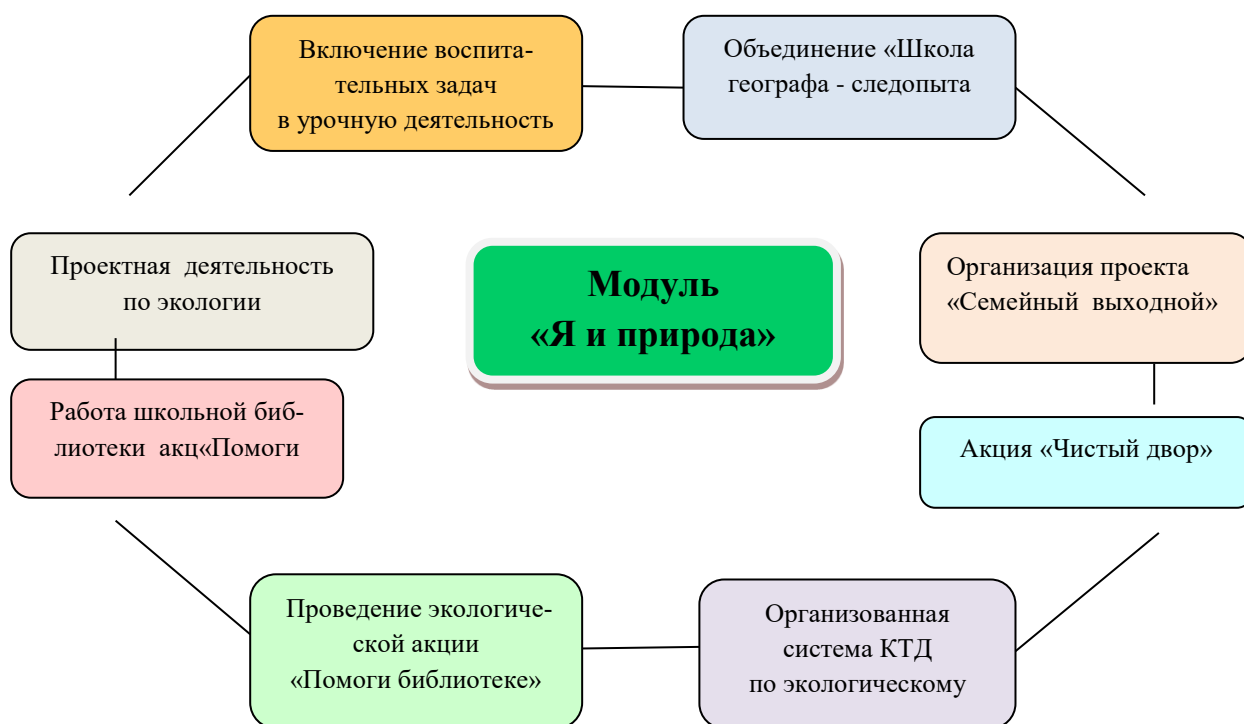 Включение воспита-
тельных задач
в урочную деятельность
Объединение «Школа
географа - следопыта
Проектная деятельность
по экологии
Модуль
«Я и природа»
Организация проекта
«Семейный выходной»
Работа школьной биб-
лиотеки акц«Помоги
Акция «Чистый двор»
Проведение экологиче-
ской акции
«Помоги библиотеке»
Организованная
система КТД
по экологическому